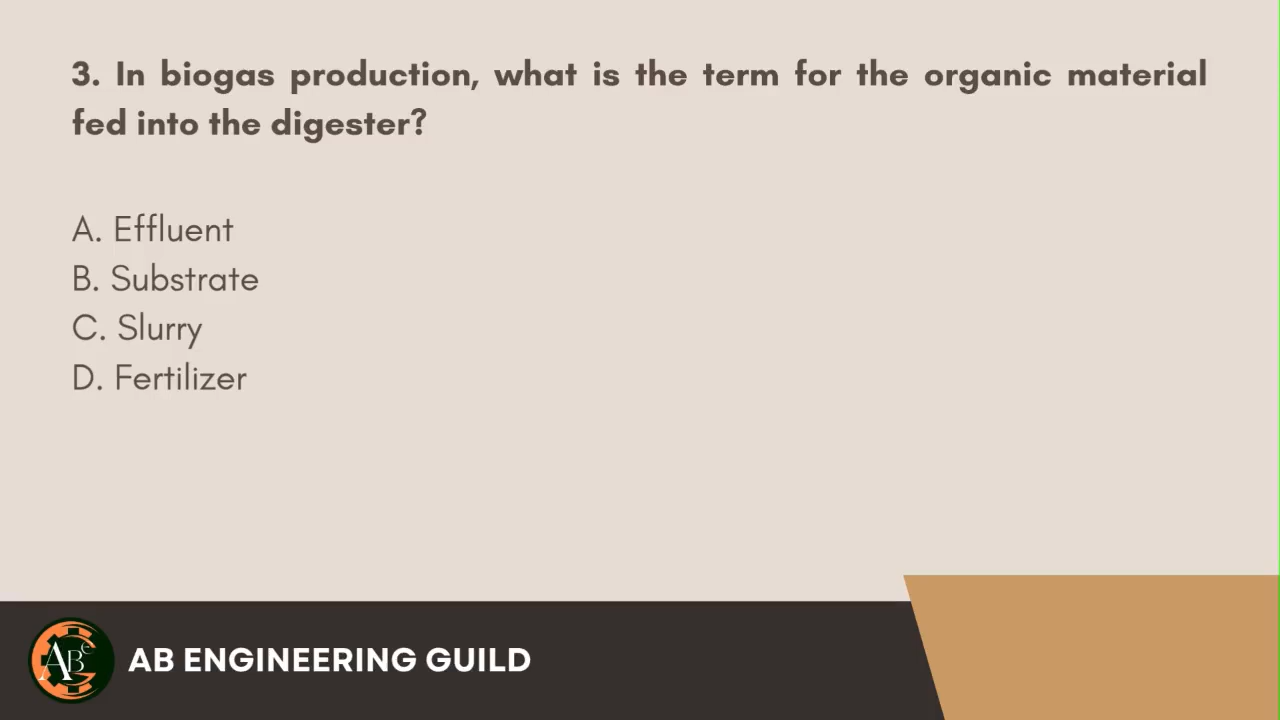 3. In biogas production, what is the term for the organic material
fed into the digester?
A. Effluent
B. Substrate
C. Slurry
D. Fertilizer
ABe
AB ENGINEERING GUILD